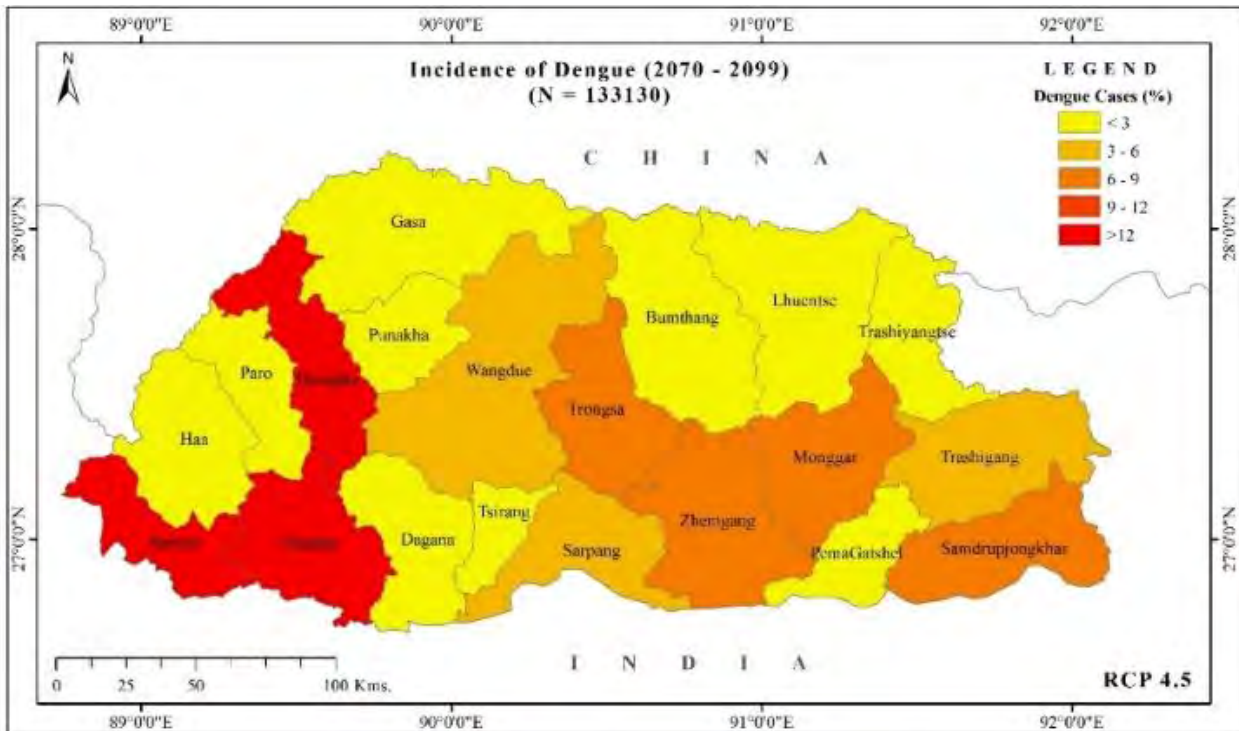 89°0'0"E 90°0'0"E 91°0'0"E 92°0'0"E
N
Incidence of Dengue (2070 - 2099)
(N = 133130)
LEGEND
Dengue Cases (%)
< 3
3 - 6
6 - 9
9 - 12
>12
CHINA
28°0'0"N
28°0'0"N
Gasa
Punakha
Bumthang
Lhuentse
Trashiyangtse
Paro
Wangdue
Trongsa
Haa
Monggar
Trashigang
Tsirang
Dagana
Sarpang
Zhemgang
PemaGatshel
Samdrupjongkhar
27°0'0"N
27°0'0"N
INDIA
0 25 50 100 Kms.
RCP 4.5
89°0'0"E 90°0'0"E 91°0'0"E 92°0'0"E